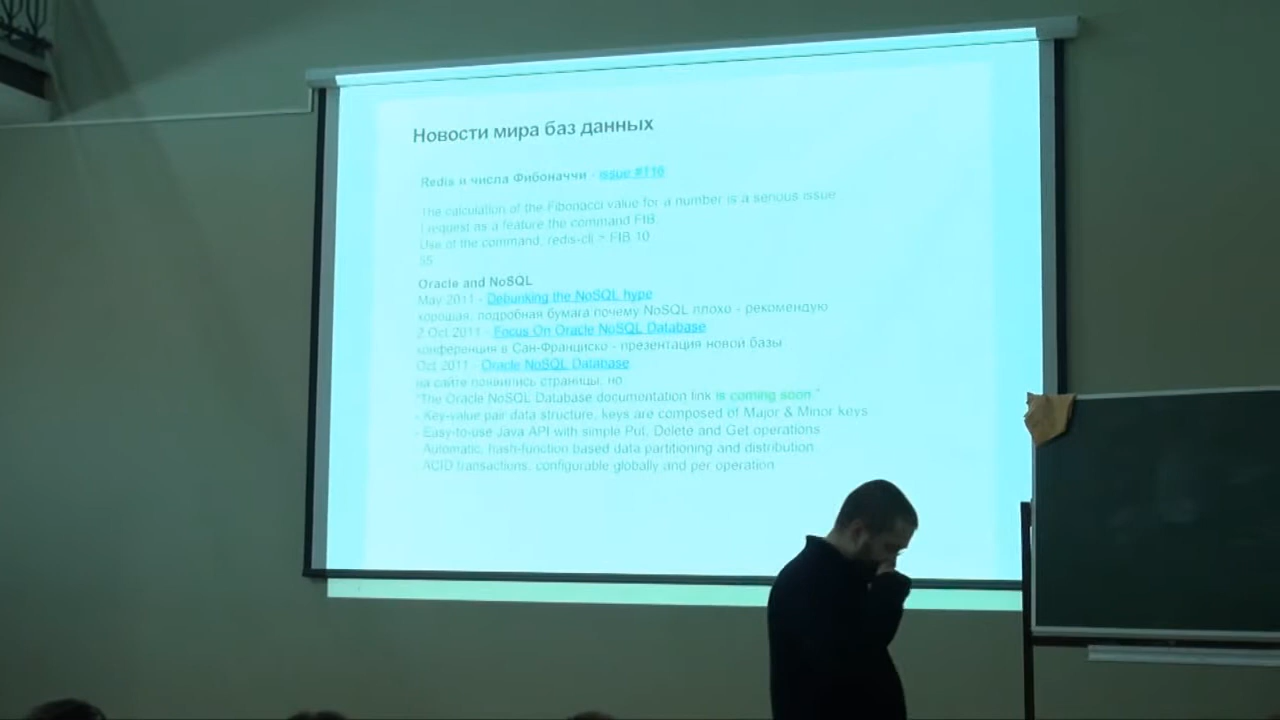 Новости мира баз данных
Redis и числа Фибоначчи - issue #116
The calculation of the Fibonacci value for a number is a serious issue
I request as a feature the command FIB.
Use of the command: redis-cli > FIB 10
55
Oracle and NoSQL
May 2011 - Debunking the NoSQL hype
хорошая, подробная бумага почему NoSQL плохо - рекомендую
2 Oct 2011 - Focus On Oracle NoSQL Database
конференция в Сан-Франциско - презентация новой базы
Oct 2011 - Oracle NoSQL Database
на сайте появились страницы, но
"The Oracle NoSQL Database documentation link is coming soon."
- Key-value pair data structure, keys are composed of Major & Minor keys
- Easy-to-use Java API with simple Put, Delete and Get operations
- Automatic, hash-function based data partitioning and distribution
- ACID transactions, configurable globally and per operation